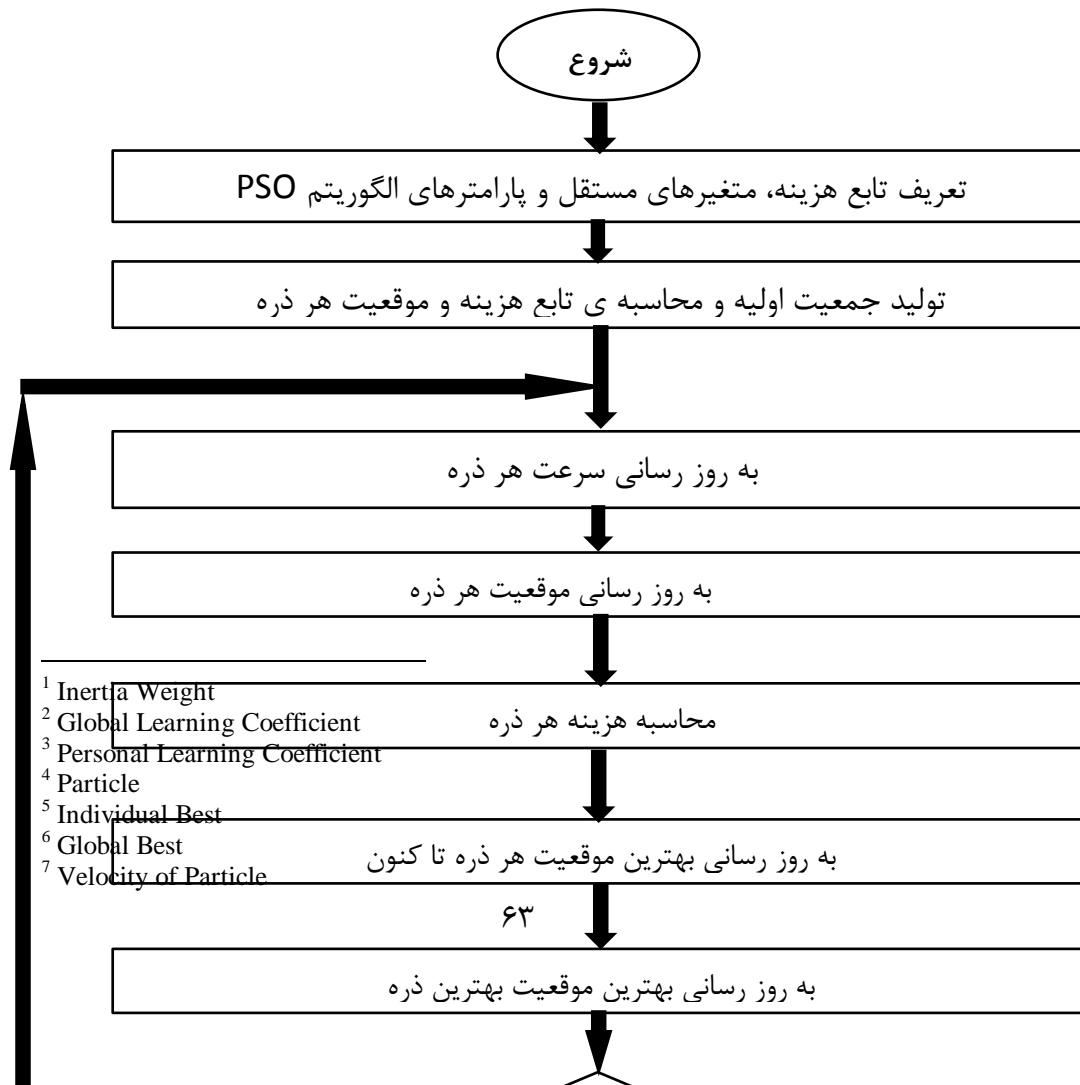 شروع
تعریف تابع هزینه، متغیرهای مستقل و پارامترهای الگوریتم PSO
تولید جمعیت اولیه و محاسبه ی تابع هزینه و موقعیت هر ذره
به روز رسانی سرعت هر ذره
به روز رسانی موقعیت هر ذره
محاسبه هزینه هر ذره
به روز رسانی بهترین موقعیت هر ذره تا کنون
به روز رسانی بهترین موقعیت بهترین ذره
1 Inertia Weight
2 Global Learning Coefficient
3 Personal Learning Coefficient
4 Particle
5 Individual Best
6 Global Best
7 Velocity of Particle
۶۳